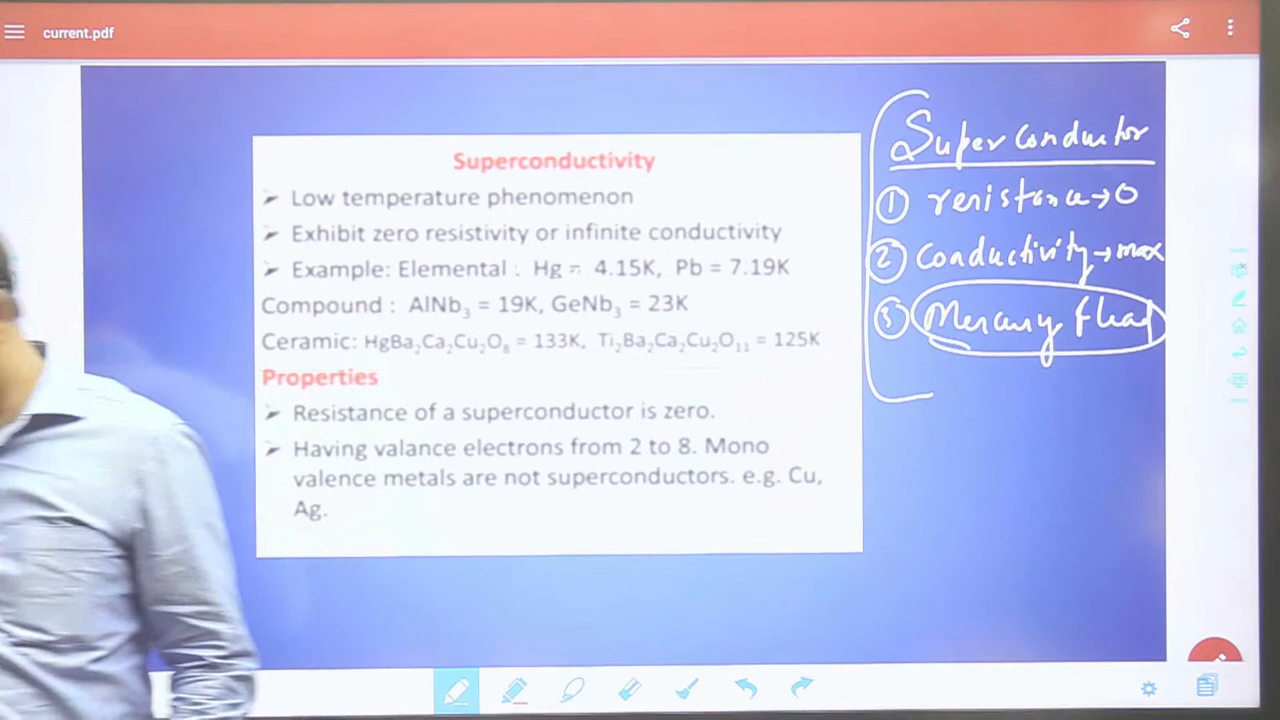 current.pdf
Superconductivity
➤ Low temperature phenomenon
➤ Exhibit zero resistivity or infinite conductivity
➤ Example: Elemental : Hg = 4.15K, Pb = 7.19K
Compound : AlNb₃ = 19K, GeNb₃ = 23K
Ceramic: HgBa₂Ca₂Cu₂O₈ = 133K, Ti₂Ba₂Ca₂Cu₂O₁₁ = 125K
Properties
➤ Resistance of a superconductor is zero.
➤ Having valance electrons from 2 to 8. Mono
valence metals are not superconductors. e.g. Cu,
Ag.
Superconductor
① resistance→0
② Conductivity→max
③ Mercury